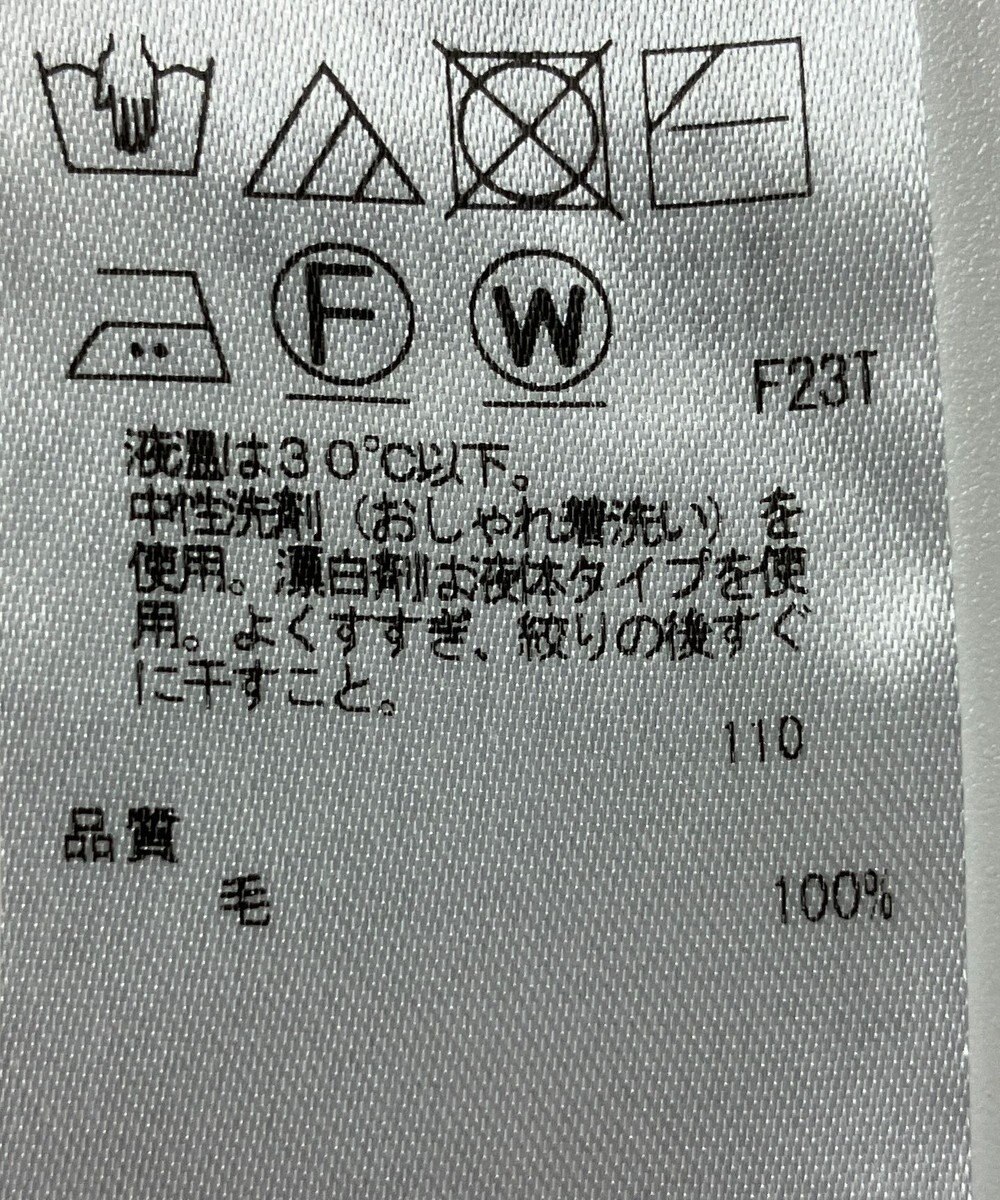 F
W
F23T
液温は30℃以下。
中性洗剤（おしゃれ着洗い）を
使用。漂白剤は液体タイプを使
用。よくすすぎ、絞りの後すぐ
に干すこと。
110
品質
毛 100%